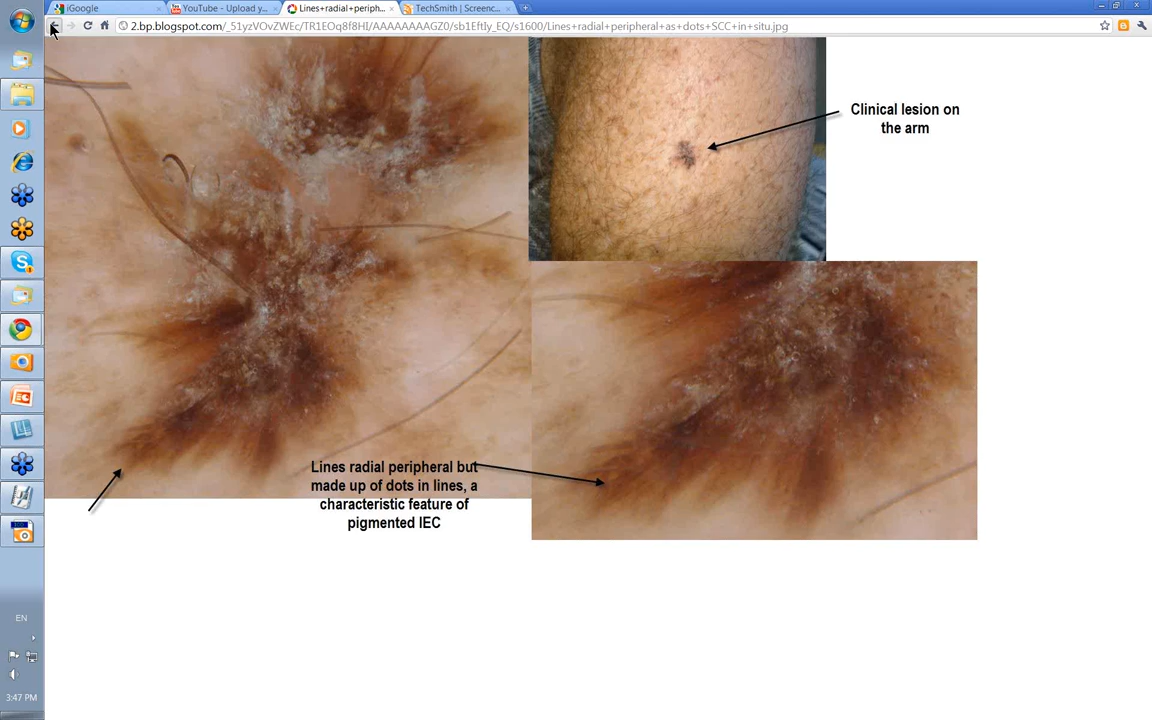 iGoogle
YouTube - Upload y...
Lines+radial+periph...
TechSmith | Screenc...
2.bp.blogspot.com/_51yzVOvZWEc/TR1EOq8f8HI/AAAAAAAAGZ0/sb1EftIy_EQ/s1600/Lines+radial+peripheral+as+dots+SCC+in+situ.jpg
Clinical lesion on
the arm
Lines radial peripheral but
made up of dots in lines, a
characteristic feature of
pigmented IEC
EN
3:47 PM